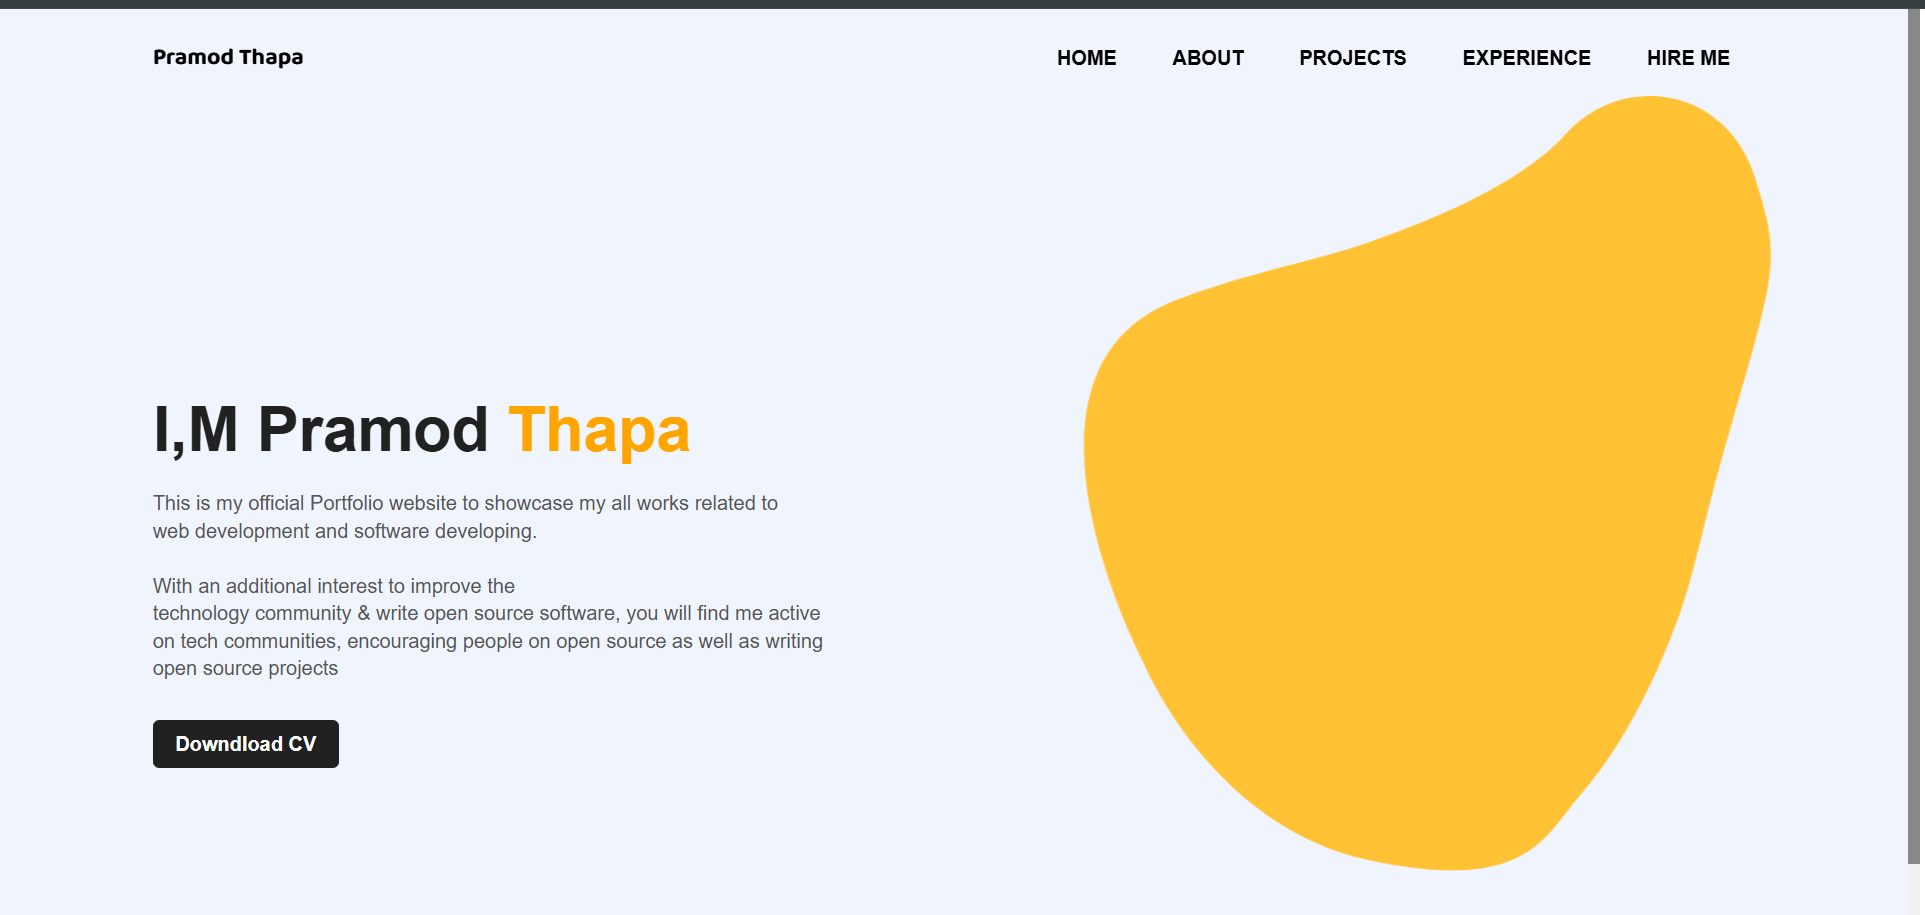 Pramod Thapa
HOME ABOUT PROJECTS EXPERIENCE HIRE ME
I,M Pramod Thapa
This is my official Portfolio website to showcase my all works related to
web development and software developing.
With an additional interest to improve the
technology community & write open source software, you will find me active
on tech communities, encouraging people on open source as well as writing
open source projects
Downdload CV